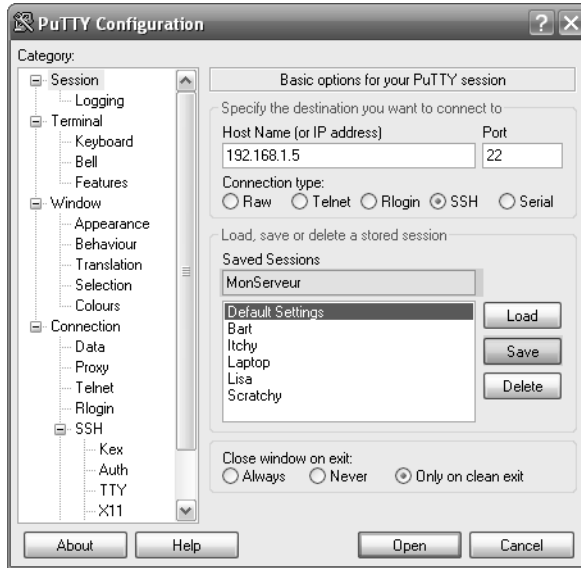 PuTTY Configuration
Category:
Session
Logging
Terminal
Keyboard
Bell
Features
Window
Appearance
Behaviour
Translation
Selection
Colours
Connection
Data
Proxy
Telnet
Rlogin
SSH
Kex
Auth
TTY
X11
Basic options for your PuTTY session
Specify the destination you want to connect to
Host Name (or IP address) Port
192.168.1.5 22
Connection type:
Raw Telnet Rlogin SSH Serial
Load, save or delete a stored session
Saved Sessions
MonServeur
Default Settings
Bart
Itchy
Laptop
Lisa
Scratchy
Load
Save
Delete
Close window on exit:
Always Never Only on clean exit
About Help Open Cancel